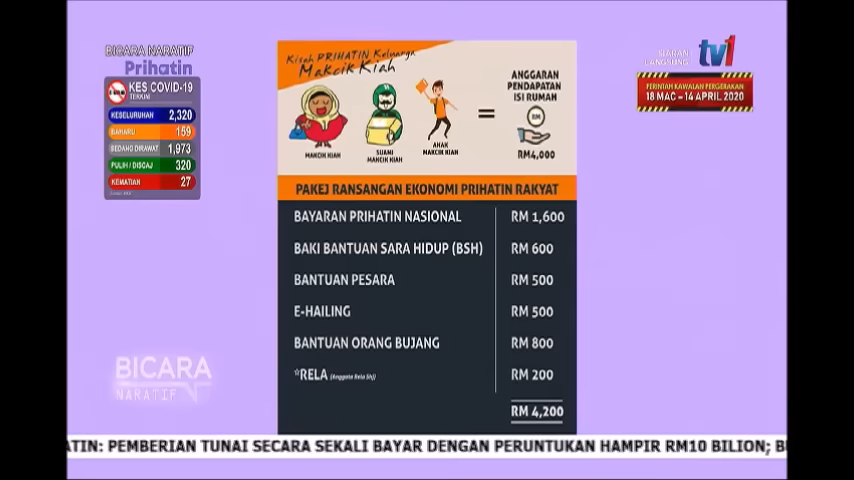 BICARA NARATIF
Prihatin
KES COVID-19
TERKINI
KESELURUHAN 2,320
BAHARU 159
SEDANG DIRAWAT 1,973
PULIH / DISCAJ 320
KEMATIAN 27
Kisah PRIHATIN Keluarga
Makcik Kiah
MAKCIK KIAH
SUAMI
MAKCIK KIAH
ANAK
MAKCIK KIAH
=
ANGGARAN
PENDAPATAN
ISI RUMAH
RM
RM4,000
SIARAN
LANGSUNG
tv1
PERINTAH KAWALAN PERGERAKAN
18 MAC – 14 APRIL 2020
PAKEJ RANSANGAN EKONOMI PRIHATIN RAKYAT
BAYARAN PRIHATIN NASIONAL RM 1,600
BAKI BANTUAN SARA HIDUP (BSH) RM 600
BANTUAN PESARA RM 500
E-HAILING RM 500
BANTUAN ORANG BUJANG RM 800
*RELA (Anggota Rela Shj) RM 200
RM 4,200
BICARA
NARATIF
ATIN: PEMBERIAN TUNAI SECARA SEKALI BAYAR DENGAN PERUNTUKAN HAMPIR RM10 BILION; B